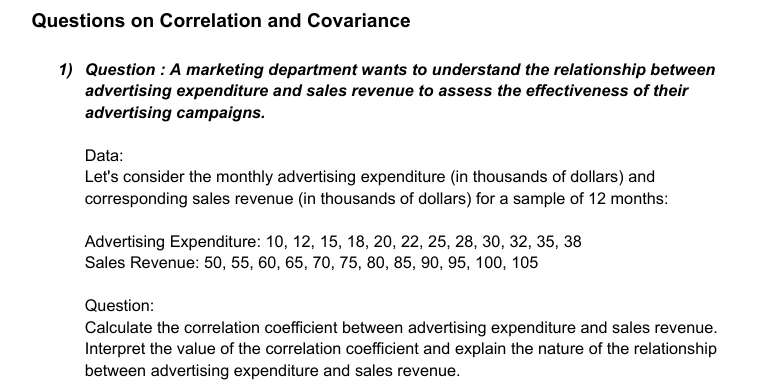 Questions on Correlation and Covariance
1) Question : A marketing department wants to understand the relationship between
advertising expenditure and sales revenue to assess the effectiveness of their
advertising campaigns.
Data:
Let's consider the monthly advertising expenditure (in thousands of dollars) and
corresponding sales revenue (in thousands of dollars) for a sample of 12 months:
Advertising Expenditure: 10, 12, 15, 18, 20, 22, 25, 28, 30, 32, 35, 38
Sales Revenue: 50, 55, 60, 65, 70, 75, 80, 85, 90, 95, 100, 105
Question:
Calculate the correlation coefficient between advertising expenditure and sales revenue.
Interpret the value of the correlation coefficient and explain the nature of the relationship
between advertising expenditure and sales revenue.